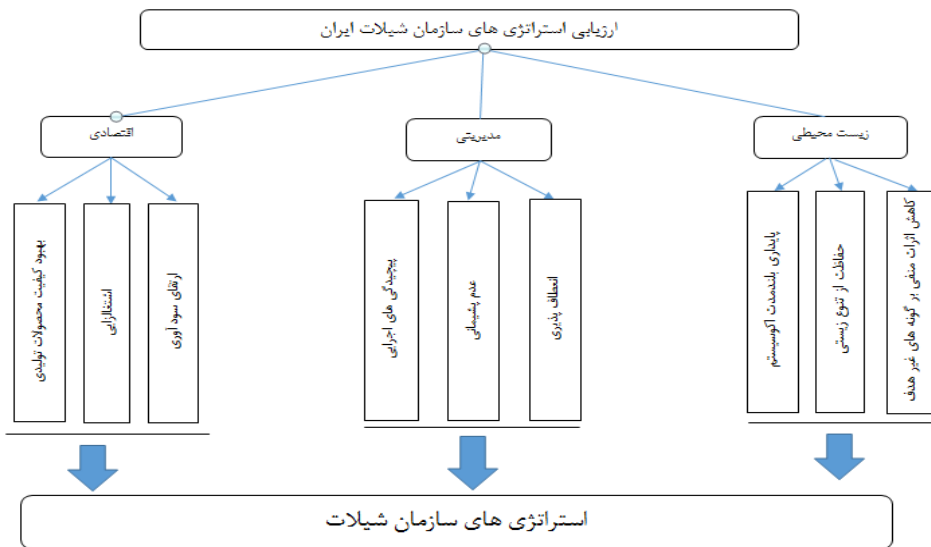 ارزیابی استراتژی های سازمان شیلات ایران
زیست محیطی
مدیریتی
اقتصادی
کاهش اثرات منفی بر گونه های غیر هدف
حفاظت از تنوع زیستی
پایداری بلندمدت اکوسیستم
انعطاف پذیری
عدم پشیمانی
پیچیدگی های اجرایی
ارتقای سود آوری
اشتغالزایی
بهبود کیفیت محصولات تولیدی
استراتژی های سازمان شیلات